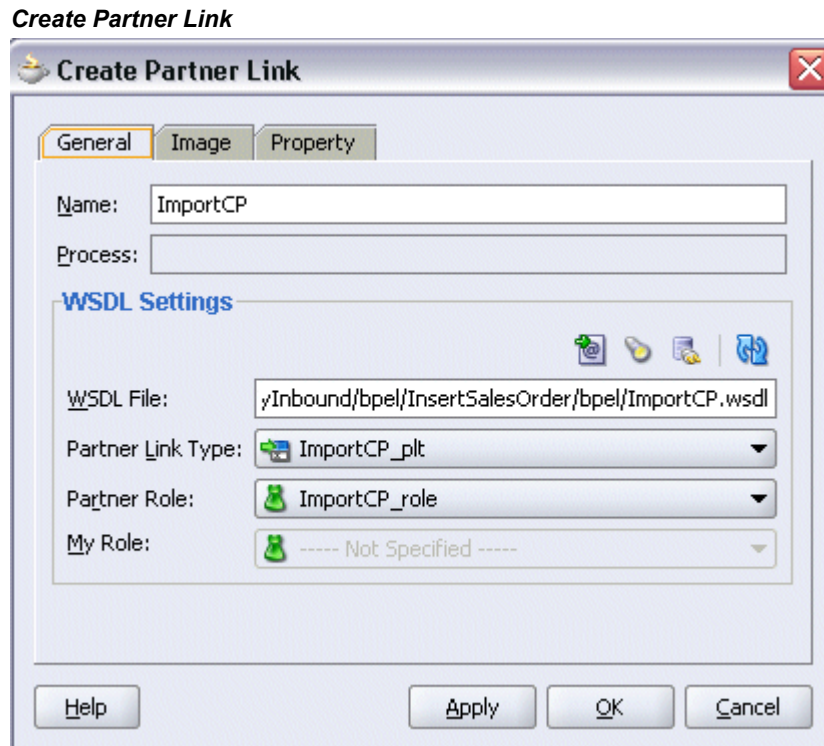 Create Partner Link
Create Partner Link
General Image Property
Name: ImportCP
Process:
WSDL Settings
WSDL File: yInbound/bpel/InsertSalesOrder/bpel/ImportCP.wsdl
Partner Link Type: ImportCP_plt
Partner Role: ImportCP_role
My Role: ----- Not Specified -----
Help Apply OK Cancel